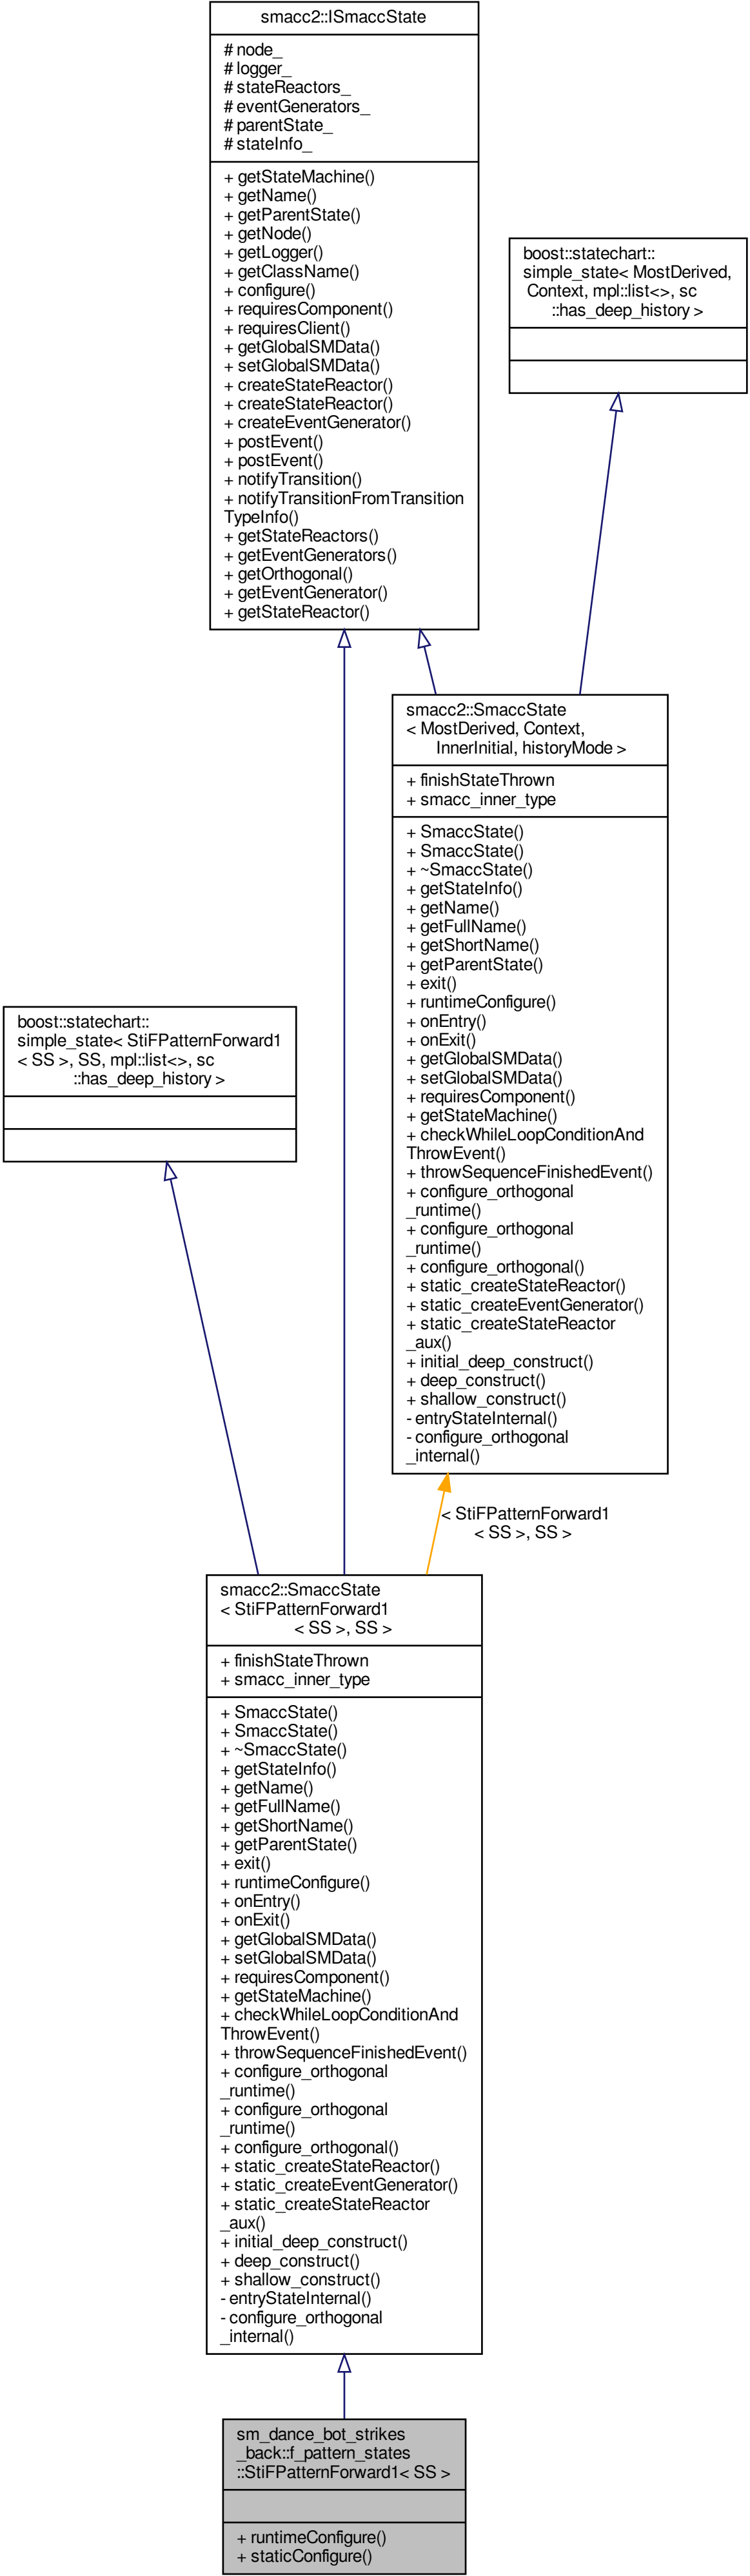 smacc2::ISmaccState
# node_
# logger_
# stateReactors_
# eventGenerators_
# parentState_
# stateInfo_
+ getStateMachine()
+ getName()
+ getParentState()
+ getNode()
+ getLogger()
+ getClassName()
+ configure()
+ requiresComponent()
+ requiresClient()
+ getGlobalSMData()
+ setGlobalSMData()
+ createStateReactor()
+ createStateReactor()
+ createEventGenerator()
+ postEvent()
+ postEvent()
+ notifyTransition()
+ notifyTransitionFromTransition
TypeInfo()
+ getStateReactors()
+ getEventGenerators()
+ getOrthogonal()
+ getEventGenerator()
+ getStateReactor()
boost::statechart::
simple_state< MostDerived,
Context, mpl::list<>, sc
::has_deep_history >
smacc2::SmaccState
< MostDerived, Context,
InnerInitial, historyMode >
+ finishStateThrown
+ smacc_inner_type
+ SmaccState()
+ SmaccState()
+ ~SmaccState()
+ getStateInfo()
+ getName()
+ getFullName()
+ getShortName()
+ getParentState()
+ exit()
+ runtimeConfigure()
+ onEntry()
+ onExit()
+ getGlobalSMData()
+ setGlobalSMData()
+ requiresComponent()
+ getStateMachine()
+ checkWhileLoopConditionAnd
ThrowEvent()
+ throwSequenceFinishedEvent()
+ configure_orthogonal
_runtime()
+ configure_orthogonal
_runtime()
+ configure_orthogonal()
+ static_createStateReactor()
+ static_createEventGenerator()
+ static_createStateReactor
_aux()
+ initial_deep_construct()
+ deep_construct()
+ shallow_construct()
- entryStateInternal()
- configure_orthogonal
_internal()
boost::statechart::
simple_state< StiFPatternForward1
< SS >, SS, mpl::list<>, sc
::has_deep_history >
< StiFPatternForward1
< SS >, SS >
smacc2::SmaccState
< StiFPatternForward1
< SS >, SS >
+ finishStateThrown
+ smacc_inner_type
+ SmaccState()
+ SmaccState()
+ ~SmaccState()
+ getStateInfo()
+ getName()
+ getFullName()
+ getShortName()
+ getParentState()
+ exit()
+ runtimeConfigure()
+ onEntry()
+ onExit()
+ getGlobalSMData()
+ setGlobalSMData()
+ requiresComponent()
+ getStateMachine()
+ checkWhileLoopConditionAnd
ThrowEvent()
+ throwSequenceFinishedEvent()
+ configure_orthogonal
_runtime()
+ configure_orthogonal
_runtime()
+ configure_orthogonal()
+ static_createStateReactor()
+ static_createEventGenerator()
+ static_createStateReactor
_aux()
+ initial_deep_construct()
+ deep_construct()
+ shallow_construct()
- entryStateInternal()
- configure_orthogonal
_internal()
sm_dance_bot_strikes
_back::f_pattern_states
::StiFPatternForward1< SS >
+ runtimeConfigure()
+ staticConfigure()